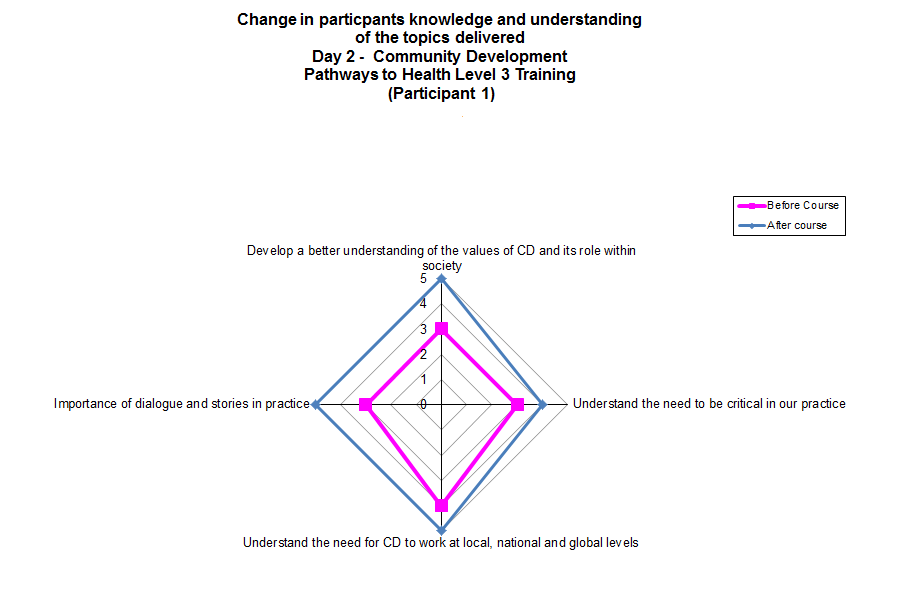 Change in particpants knowledge and understanding
of the topics delivered
Day 2 - Community Development
Pathways to Health Level 3 Training
(Participant 1)
Before Course
After course
Develop a better understanding of the values of CD and its role within
society
5
4
3
2
1
0
Importance of dialogue and stories in practice
Understand the need to be critical in our practice
Understand the need for CD to work at local, national and global levels